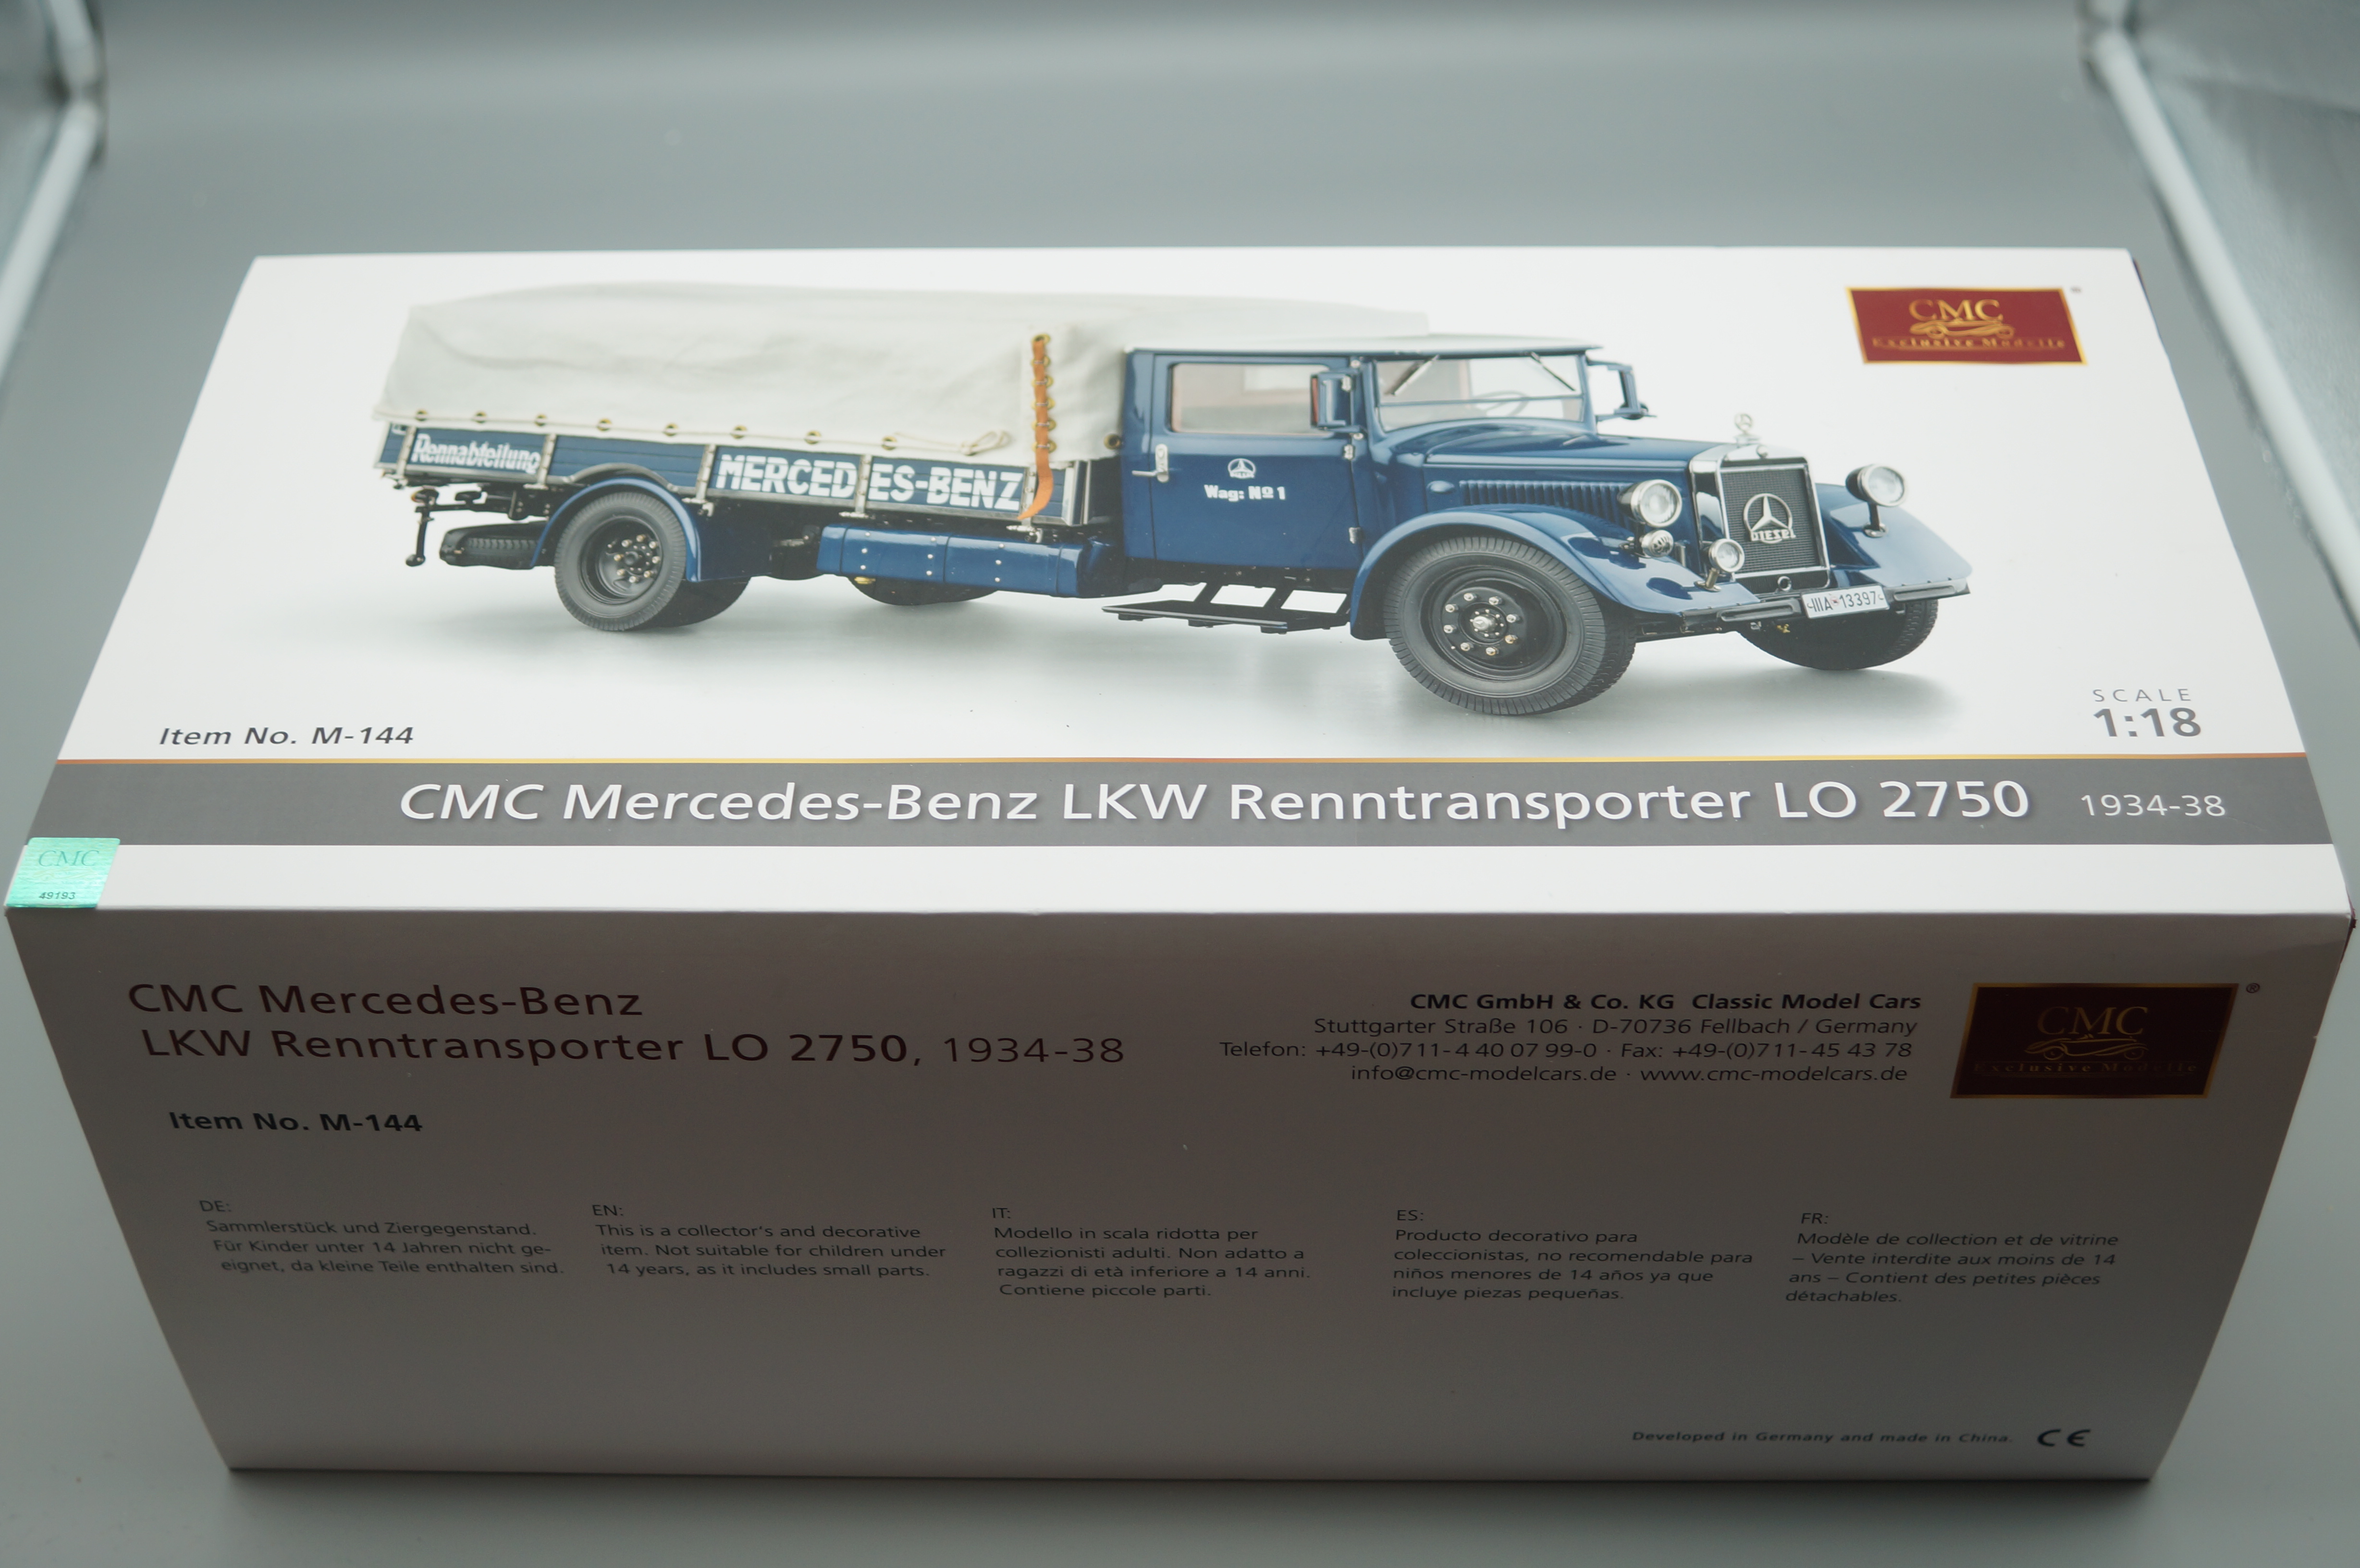 CMC
Exclusive Modelle
Rennabteilung
MERCEDES-BENZ
Wag: № 1
DIESEL
IIIA-13397
SCALE
1:18
Item No. M-144
CMC Mercedes-Benz LKW Renntransporter LO 2750 1934-38
CMC
49193
CMC Mercedes-Benz
LKW Renntransporter LO 2750, 1934-38
Item No. M-144
CMC GmbH & Co. KG Classic Model Cars
Stuttgarter Straße 106 · D-70736 Fellbach / Germany
Telefon: +49-(0)711-4 40 07 99-0 · Fax: +49-(0)711-45 43 78
info@cmc-modelcars.de · www.cmc-modelcars.de
CMC
Exclusive Modelle
®
DE:
Sammlerstück und Ziergegenstand.
Für Kinder unter 14 Jahren nicht ge-
eignet, da kleine Teile enthalten sind.
EN:
This is a collector's and decorative
item. Not suitable for children under
14 years, as it includes small parts.
IT:
Modello in scala ridotta per
collezionisti adulti. Non adatto a
ragazzi di età inferiore a 14 anni.
Contiene piccole parti.
ES:
Producto decorativo para
coleccionistas, no recomendable para
niños menores de 14 años ya que
incluye piezas pequeñas.
FR:
Modèle de collection et de vitrine
– Vente interdite aux moins de 14
ans – Contient des petites pièces
détachables.
Developed in Germany and made in China. CE